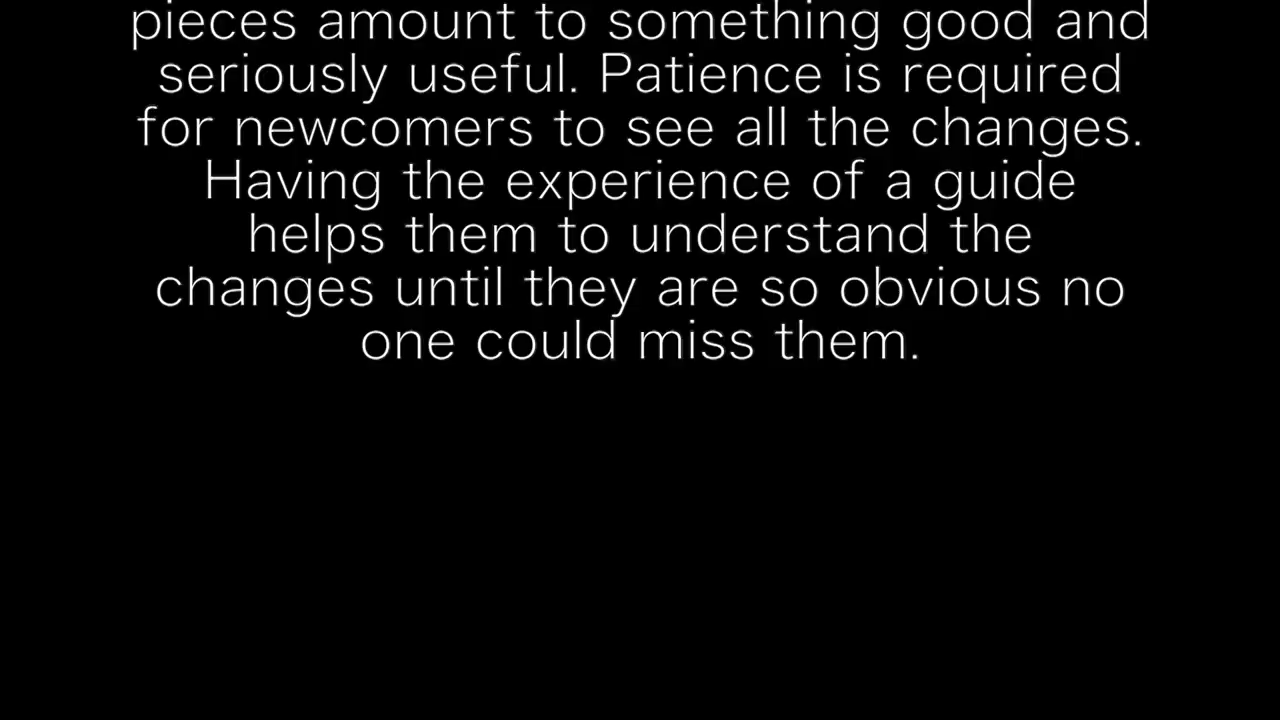 pieces amount to something good and
seriously useful. Patience is required
for newcomers to see all the changes.
Having the experience of a guide
helps them to understand the
changes until they are so obvious no
one could miss them.